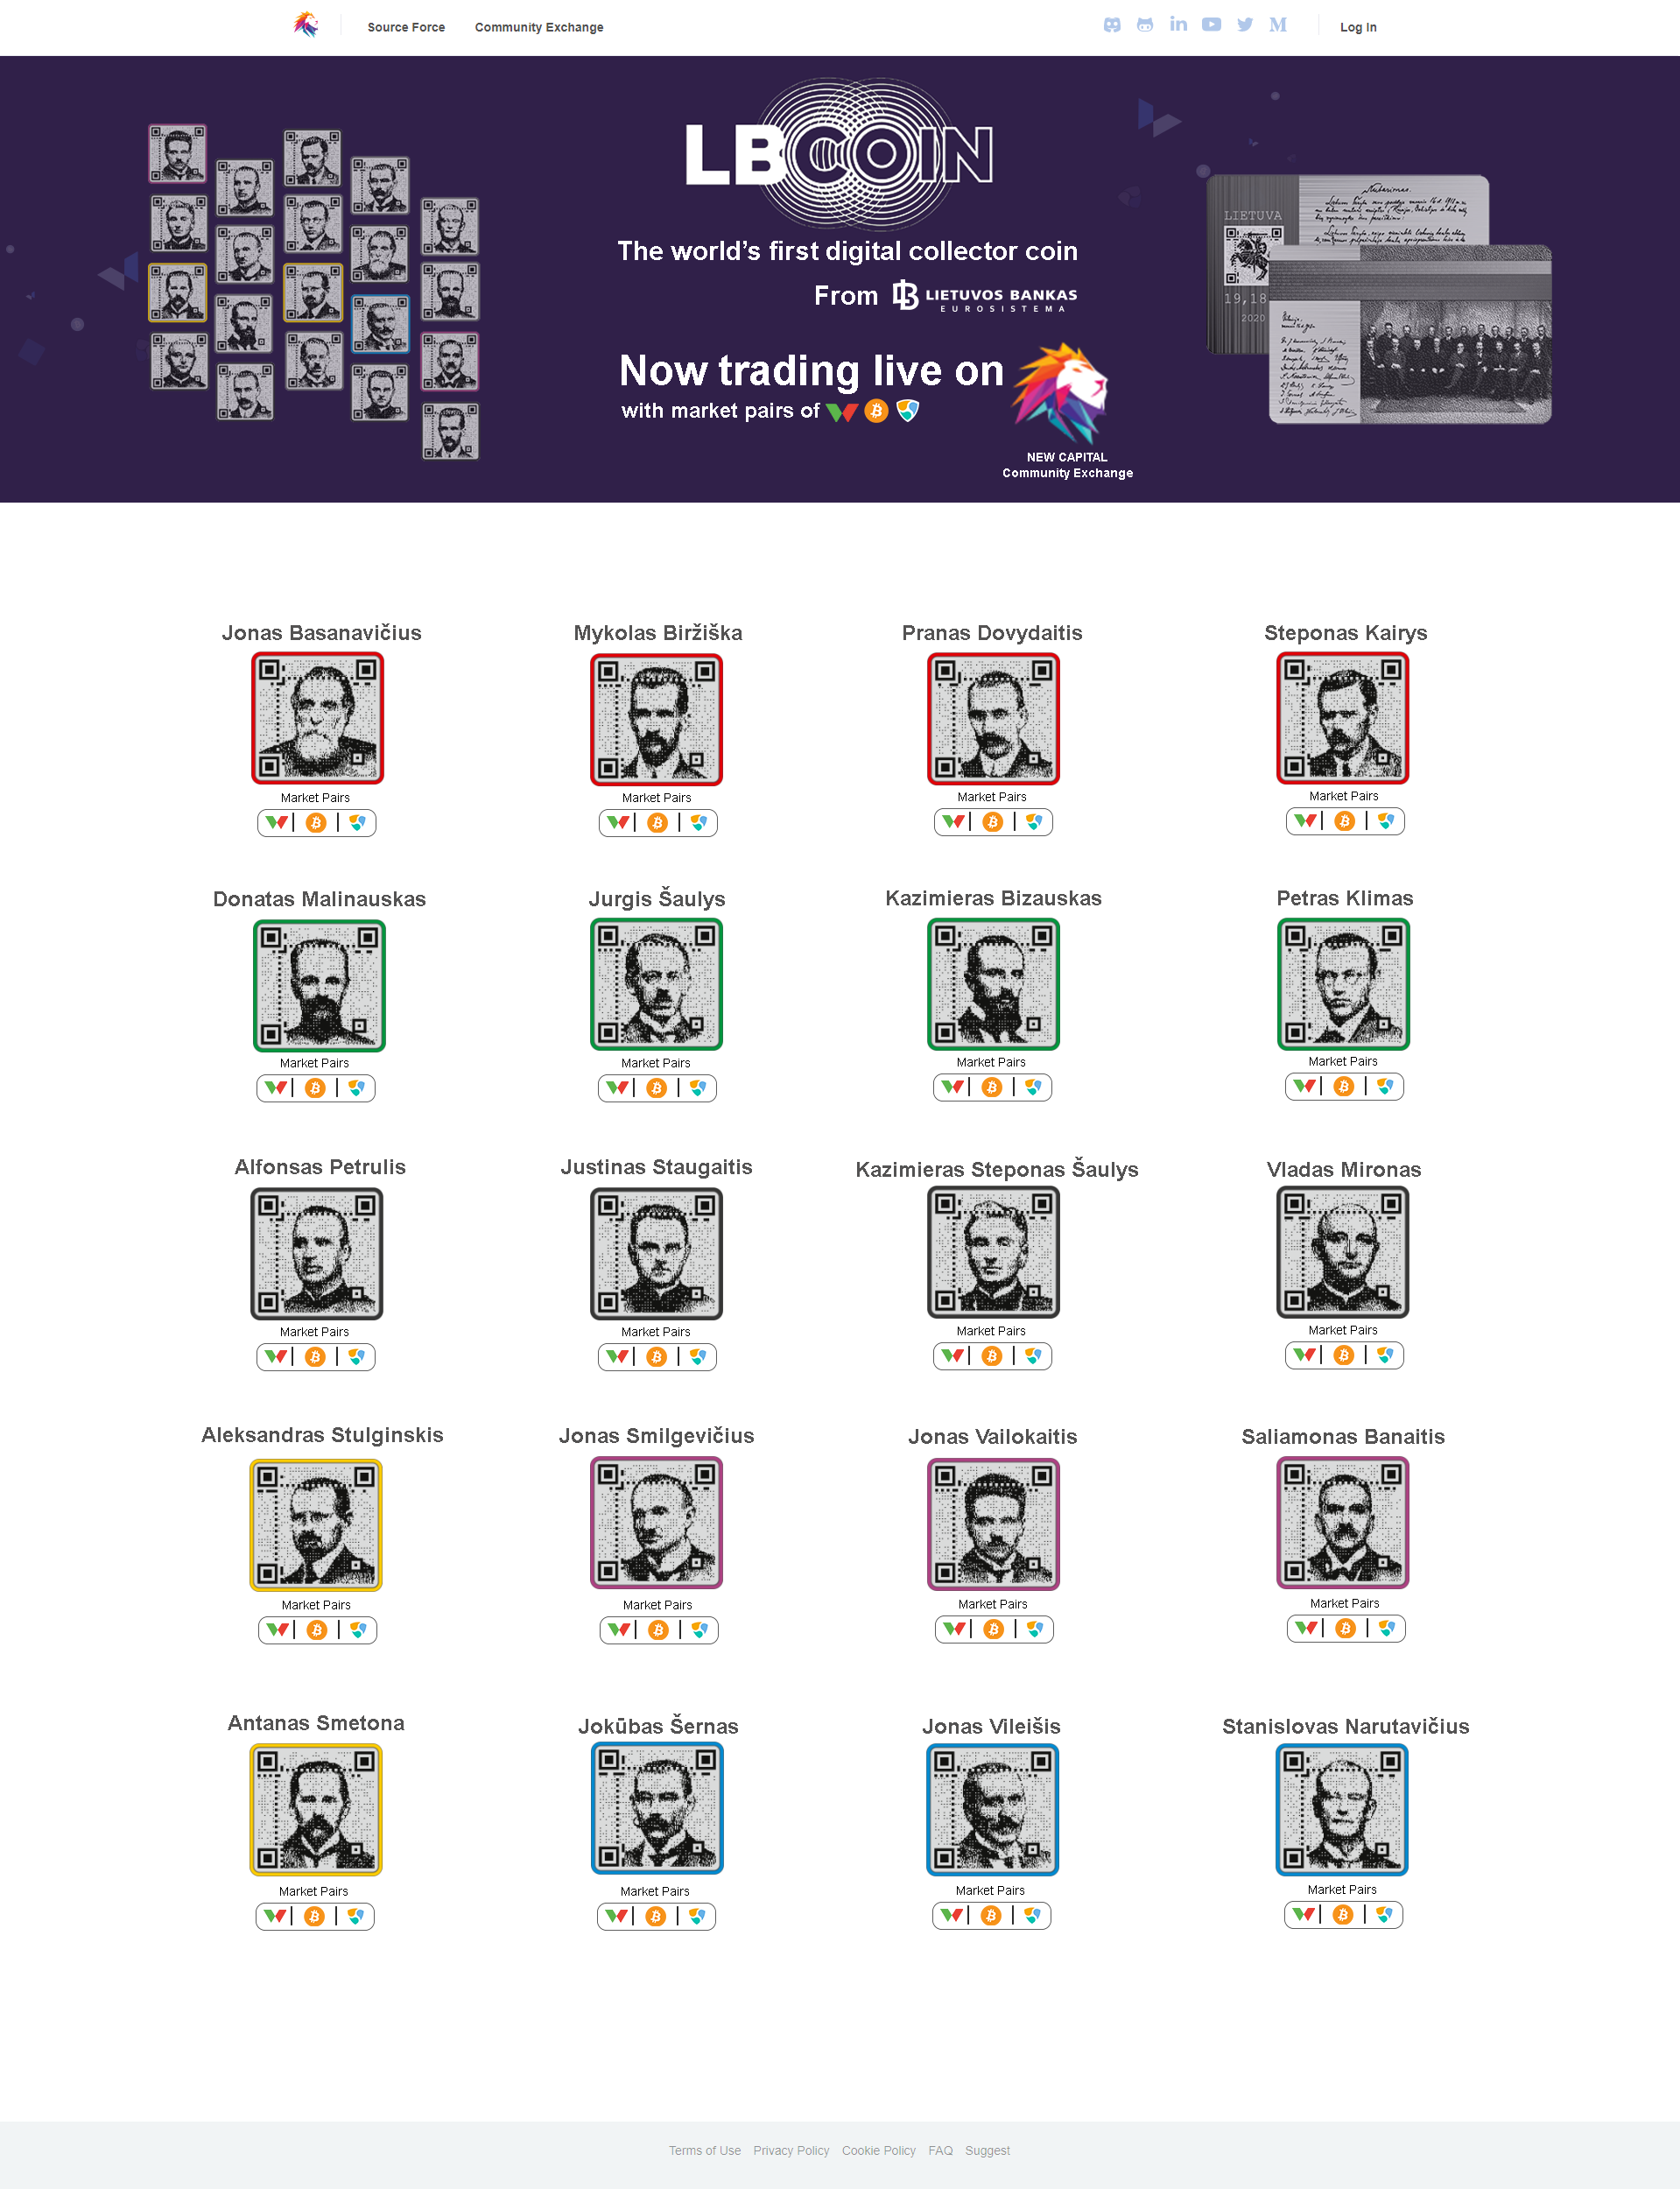 Source Force Community Exchange Log In
LBCOIN
The world's first digital collector coin
From LIETUVOS BANKAS
EUROSISTEMA
Now trading live on
with market pairs of
NEW CAPITAL
Community Exchange
LIETUVA
19,18
2020
Nutarimas.
Jonas Basanavičius Mykolas Biržiška Pranas Dovydaitis Steponas Kairys
Market Pairs Market Pairs Market Pairs Market Pairs
Donatas Malinauskas Jurgis Šaulys Kazimieras Bizauskas Petras Klimas
Market Pairs Market Pairs Market Pairs Market Pairs
Alfonsas Petrulis Justinas Staugaitis Kazimieras Steponas Šaulys Vladas Mironas
Market Pairs Market Pairs Market Pairs Market Pairs
Aleksandras Stulginskis Jonas Smilgevičius Jonas Vailokaitis Saliamonas Banaitis
Market Pairs Market Pairs Market Pairs Market Pairs
Antanas Smetona Jokūbas Šernas Jonas Vileišis Stanislovas Narutavičius
Market Pairs Market Pairs Market Pairs Market Pairs
Terms of Use Privacy Policy Cookie Policy FAQ Suggest